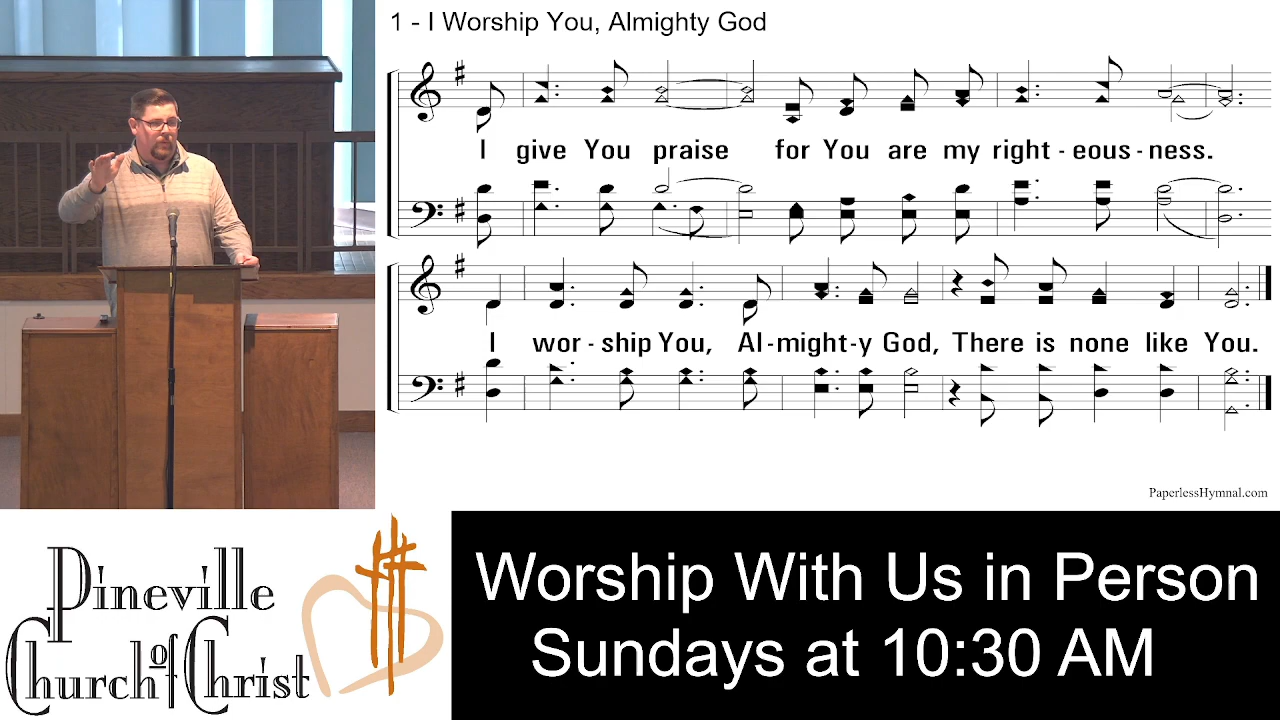 1 - I Worship You, Almighty God
I give You praise for You are my right - eous - ness.
I wor - ship You, Al - might - y God, There is none like You.
PaperlessHymnal.com
Pineville
Church of Christ
Worship With Us in Person
Sundays at 10:30 AM